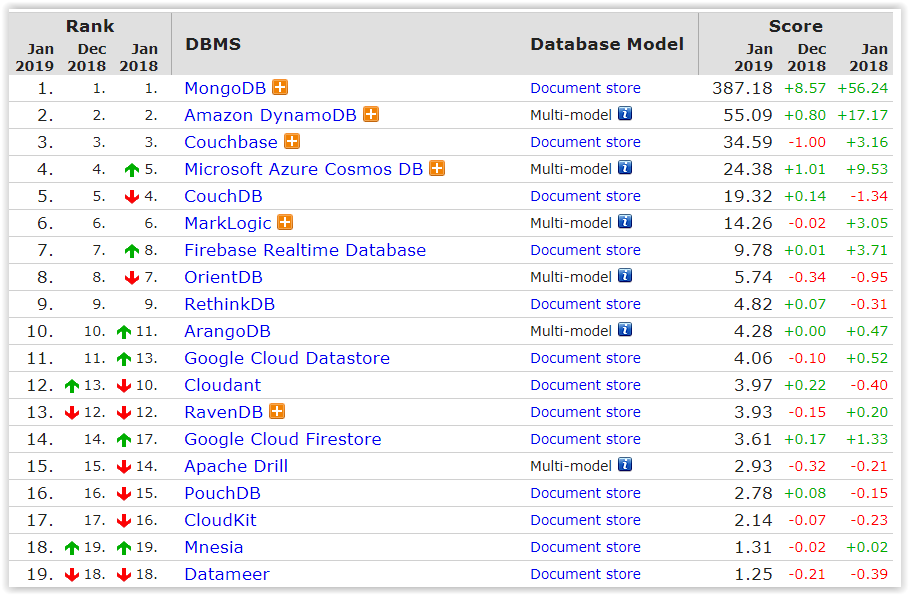 Rank Score
Jan 2019 Dec 2018 Jan 2018 DBMS Database Model Jan 2019 Dec 2018 Jan 2018
1. 1. 1. MongoDB Document store 387.18 +8.57 +56.24
2. 2. 2. Amazon DynamoDB Multi-model 55.09 +0.80 +17.17
3. 3. 3. Couchbase Document store 34.59 -1.00 +3.16
4. 4. 5. Microsoft Azure Cosmos DB Multi-model 24.38 +1.01 +9.53
5. 5. 4. CouchDB Document store 19.32 +0.14 -1.34
6. 6. 6. MarkLogic Multi-model 14.26 -0.02 +3.05
7. 7. 8. Firebase Realtime Database Document store 9.78 +0.01 +3.71
8. 8. 7. OrientDB Multi-model 5.74 -0.34 -0.95
9. 9. 9. RethinkDB Document store 4.82 +0.07 -0.31
10. 10. 11. ArangoDB Multi-model 4.28 +0.00 +0.47
11. 11. 13. Google Cloud Datastore Document store 4.06 -0.10 +0.52
12. 13. 10. Cloudant Document store 3.97 +0.22 -0.40
13. 12. 12. RavenDB Document store 3.93 -0.15 +0.20
14. 14. 17. Google Cloud Firestore Document store 3.61 +0.17 +1.33
15. 15. 14. Apache Drill Multi-model 2.93 -0.32 -0.21
16. 16. 15. PouchDB Document store 2.78 +0.08 -0.15
17. 17. 16. CloudKit Document store 2.14 -0.07 -0.23
18. 19. 19. Mnesia Document store 1.31 -0.02 +0.02
19. 18. 18. Datameer Document store 1.25 -0.21 -0.39